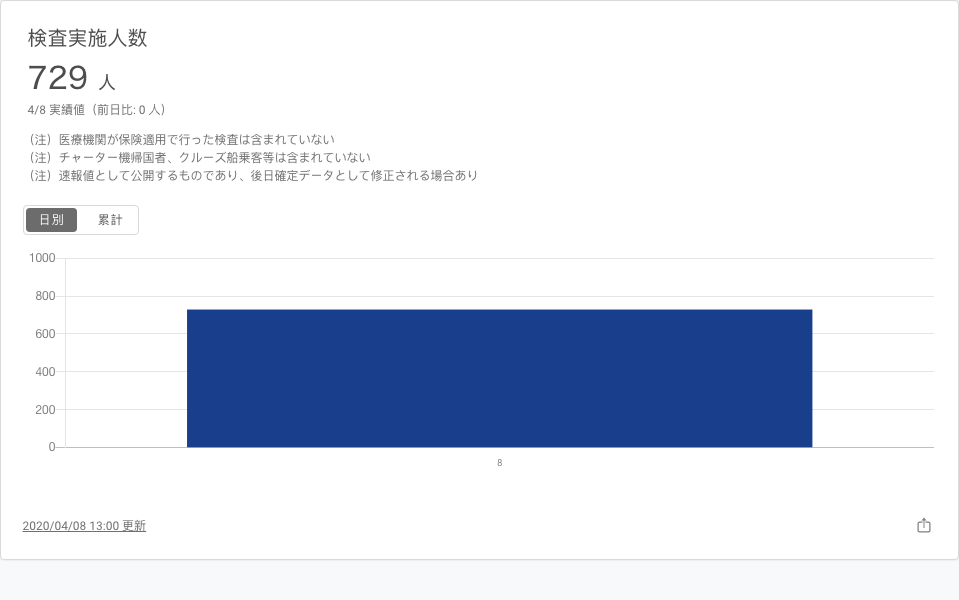 検査実施人数
729 人
4/8 実績値（前日比: 0 人）
（注）医療機関が保険適用で行った検査は含まれていない
（注）チャーター機帰国者、クルーズ船乗客等は含まれていない
（注）速報値として公開するものであり、後日確定データとして修正される場合あり
日別 累計
1000
800
600
400
200
0
8
2020/04/08 13:00 更新